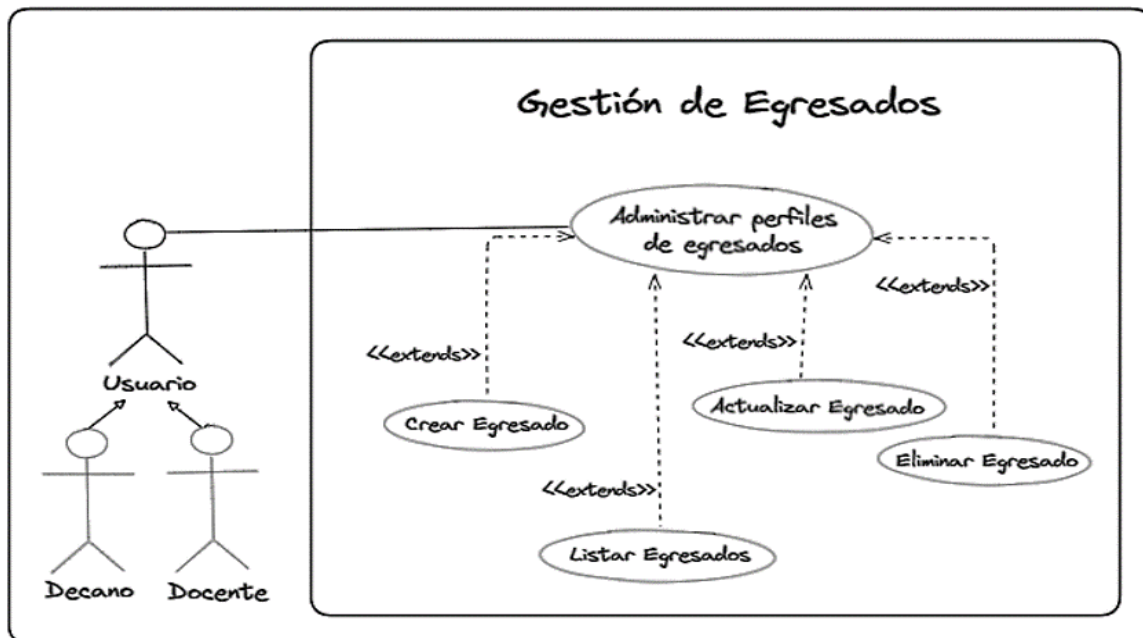 Gestión de Egresados
Administrar perfiles
de egresados
<<extends>>
<<extends>>
<<extends>>
Usuario
Crear Egresado
Actualizar Egresado
Eliminar Egresado
<<extends>>
Listar Egresados
Decano
Docente